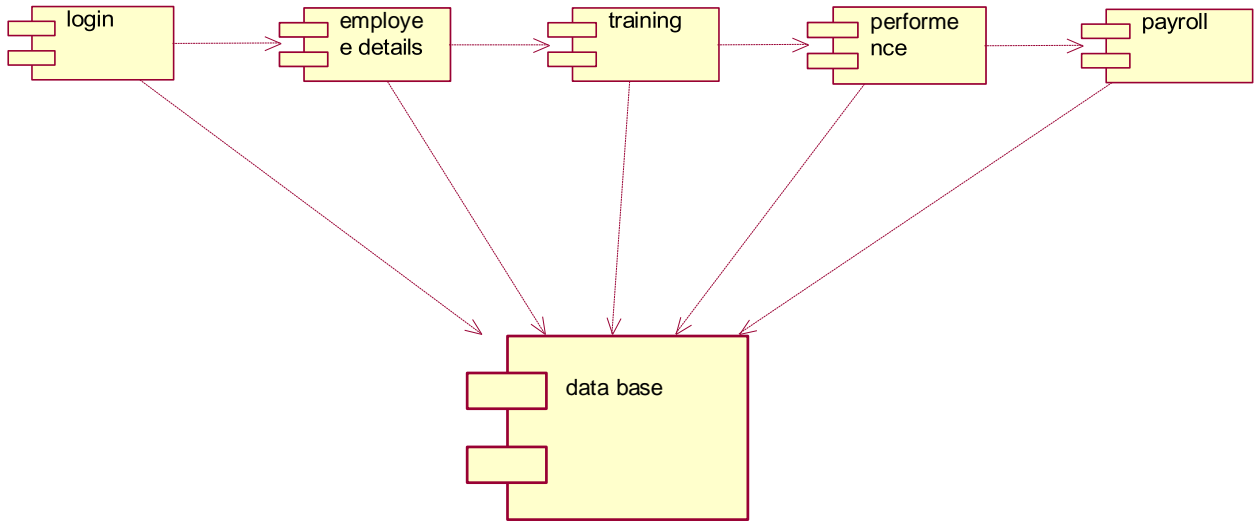 login
employe
e details
training
performe
nce
payroll
data base